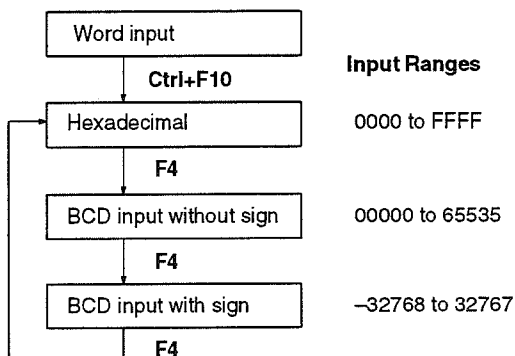 Word input
Ctrl+F10
Input Ranges
Hexadecimal
0000 to FFFF
F4
BCD input without sign
00000 to 65535
F4
BCD input with sign
–32768 to 32767
F4